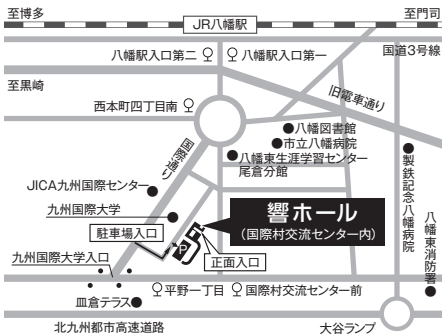 至博多
JR八幡駅
至門司
八幡駅入口第二
八幡駅入口第一
国道3号線
至黒崎
旧電車通り
西本町四丁目南
八幡図書館
市立八幡病院
八幡東生涯学習センター
尾倉分館
国際通り
JICA九州国際センター
九州国際大学
製鉄記念八幡病院
八幡東消防署
響ホール
(国際村交流センター内)
駐車場入口
P
正面入口
九州国際大学入口
平野一丁目
国際村交流センター前
皿倉テラス
北九州都市高速道路
大谷ランプ